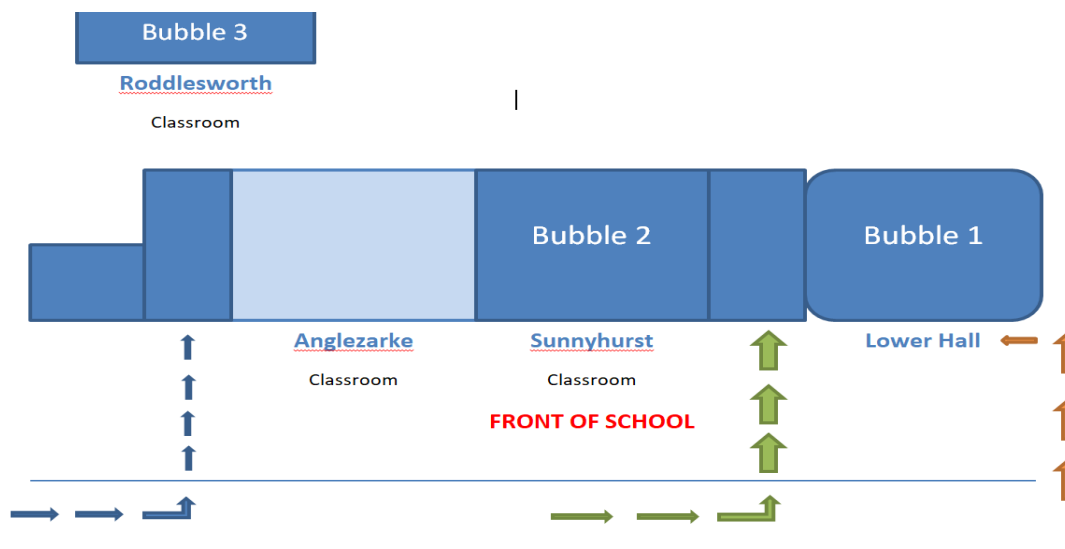 Bubble 3
Roddlesworth
Classroom
Bubble 2
Bubble 1
Anglezarke
Sunnyhurst
Lower Hall
Classroom
Classroom
FRONT OF SCHOOL